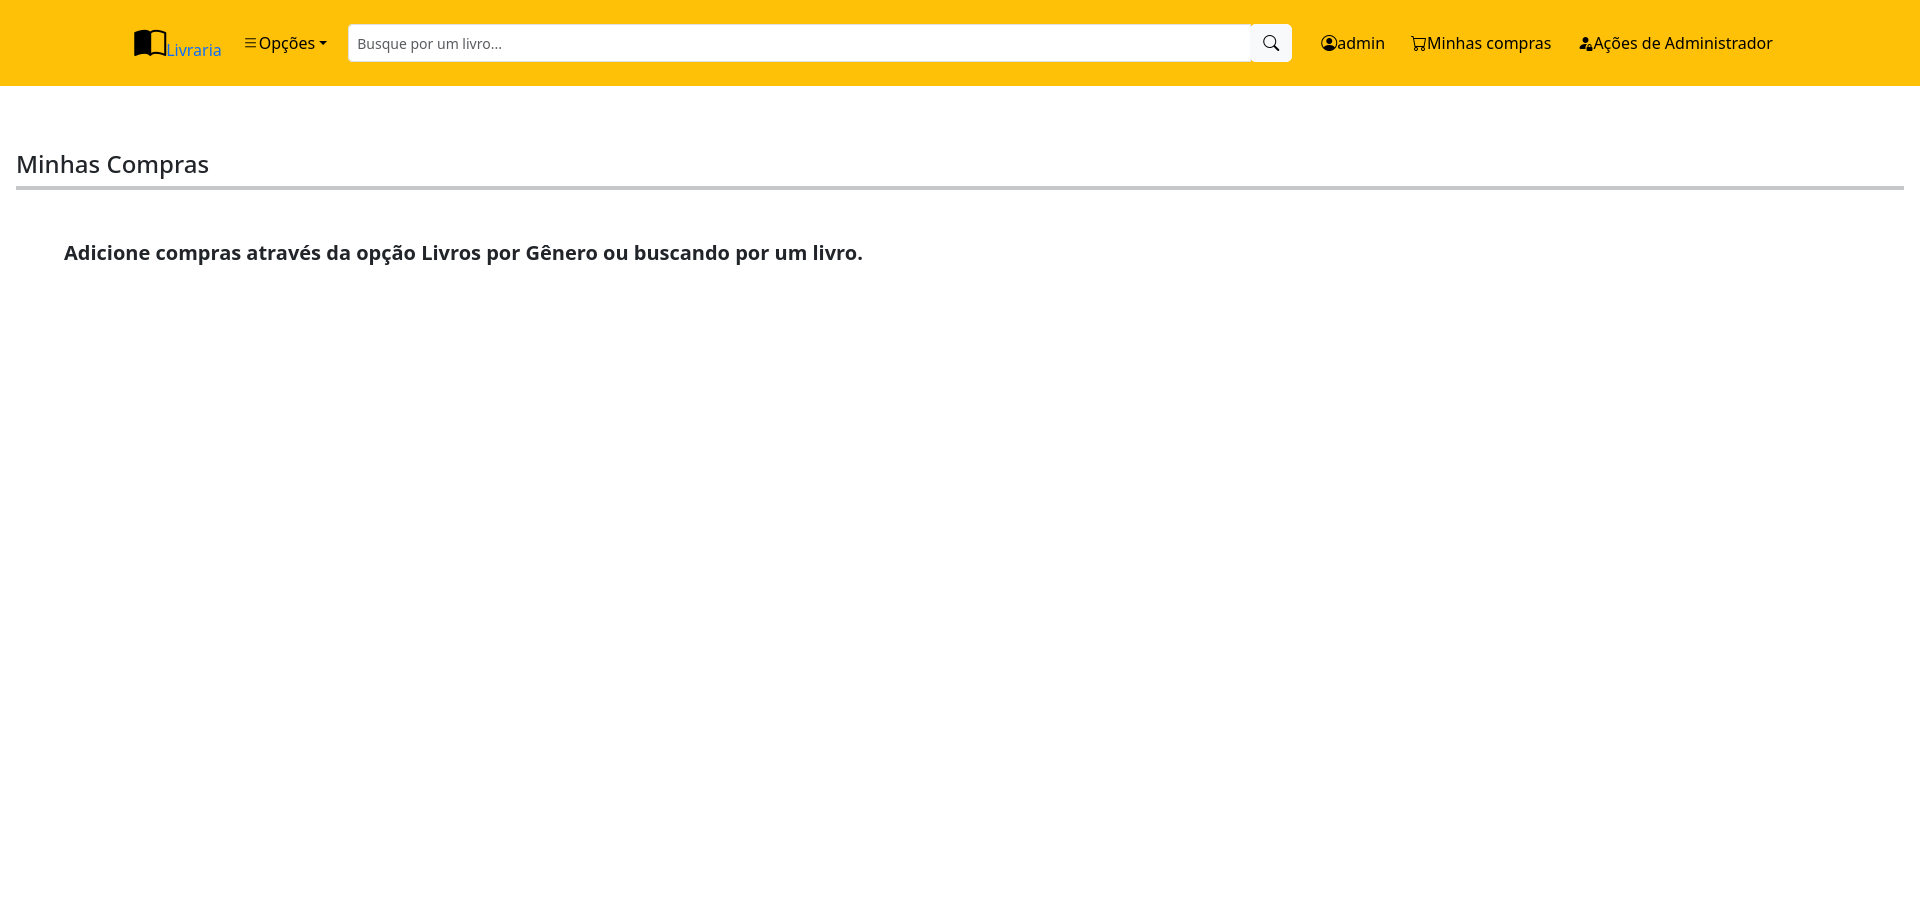 Livraria
Opções
Busque por um livro...
admin
Minhas compras
Ações de Administrador
Minhas Compras
Adicione compras através da opção Livros por Gênero ou buscando por um livro.